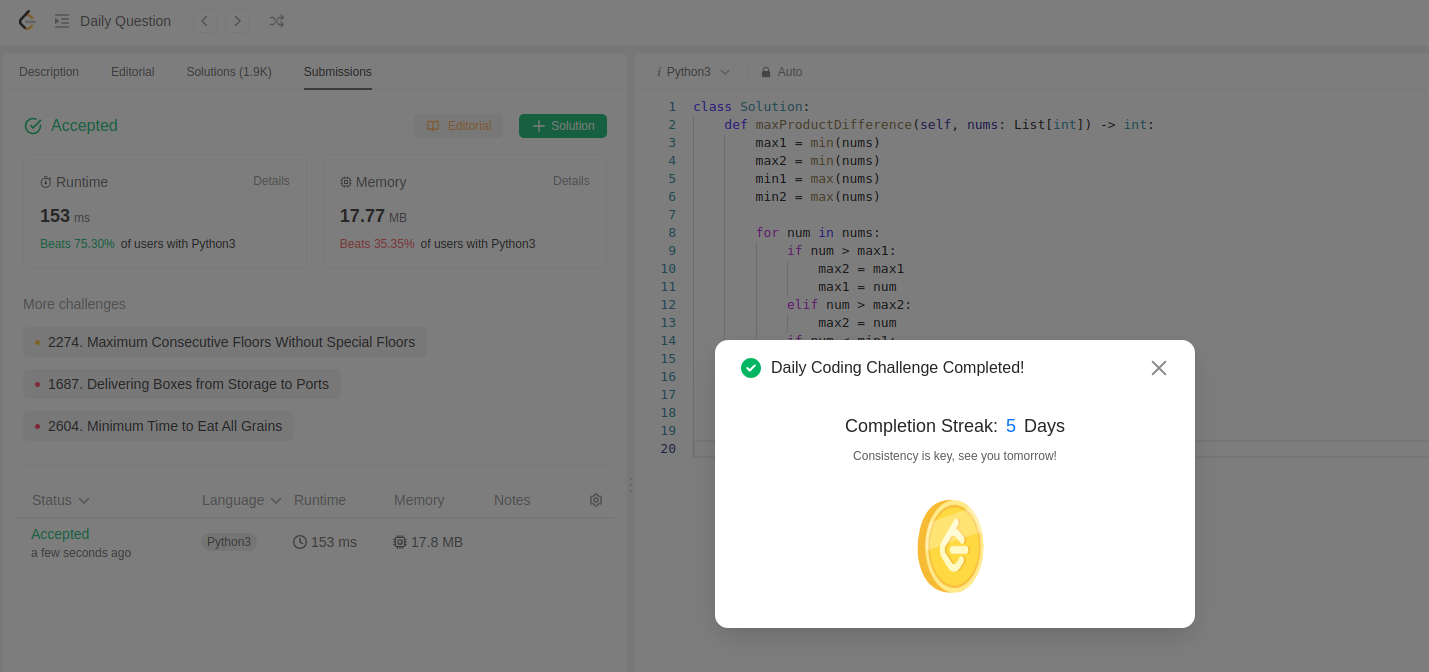 Daily Question
Description Editorial Solutions (1.9K) Submissions
Accepted Editorial Solution
Runtime Details
153 ms
Beats 75.30% of users with Python3
Memory Details
17.77 MB
Beats 35.35% of users with Python3
More challenges
2274. Maximum Consecutive Floors Without Special Floors
1687. Delivering Boxes from Storage to Ports
2604. Minimum Time to Eat All Grains
Status Language Runtime Memory Notes
Accepted Python3 153 ms 17.8 MB
a few seconds ago
i Python3 Auto
1 class Solution:
2 def maxProductDifference(self, nums: List[int]) -> int:
3 max1 = min(nums)
4 max2 = min(nums)
5 min1 = max(nums)
6 min2 = max(nums)
7
8 for num in nums:
9 if num > max1:
10 max2 = max1
11 max1 = num
12 elif num > max2:
13 max2 = num
14 if num < min1:
15
16
17
18
19
20
Daily Coding Challenge Completed!
Completion Streak: 5 Days
Consistency is key, see you tomorrow!